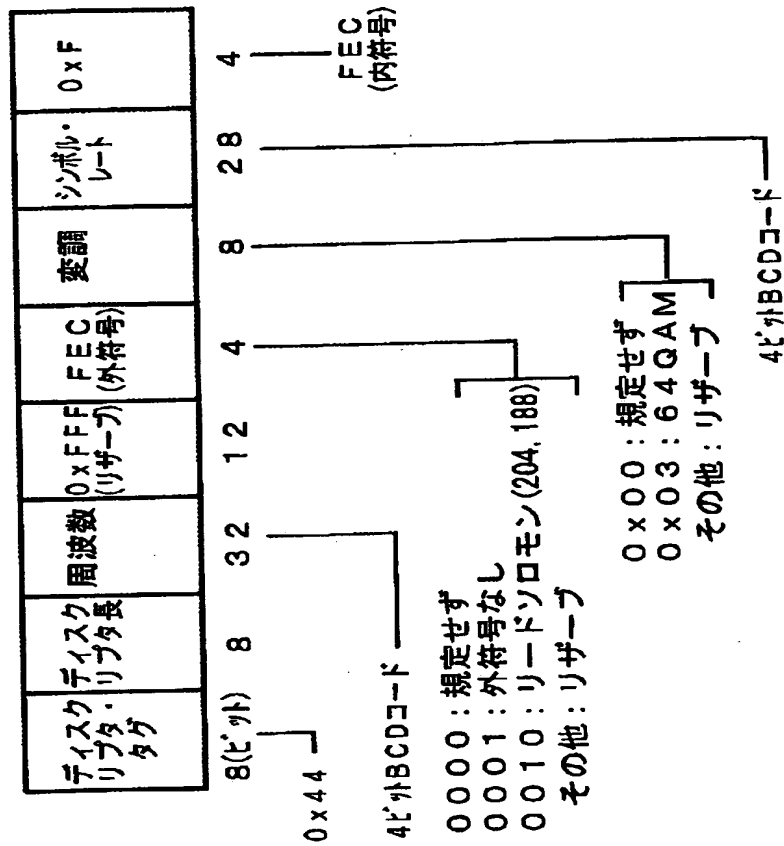 ディスク
リプタ・
タグ
ディスク
リプタ長
周波数
0xFFF
(リザーブ)
FEC
(外符号)
変調
シンボル・
レート
0xF
8(ビット)
8
32
12
4
8
28
4
0x44
4ビットBCDコード
0000:規定せず
0001:外符号なし
0010:リードソロモン(204,188)
その他:リザーブ
0x00:規定せず
0x03:64QAM
その他:リザーブ
4ビットBCDコード
FEC
(内符号)